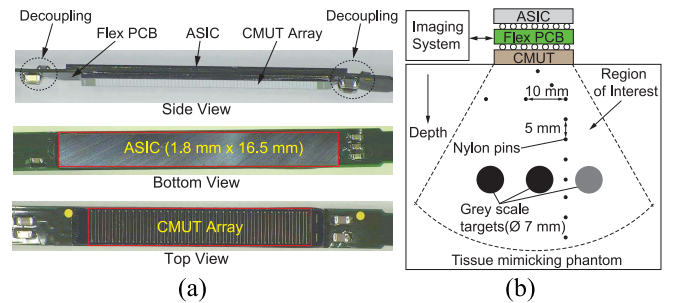 Decoupling
Flex PCB
ASIC
CMUT Array
Decoupling
Side View
ASIC (1.8 mm x 16.5 mm)
Bottom View
CMUT Array
Top View
(a)
Imaging
System
ASIC
Flex PCB
CMUT
Depth
10 mm
Region of
Interest
5 mm
Nylon pins
Grey scale
targets(Ø 7 mm)
Tissue mimicking phantom
(b)